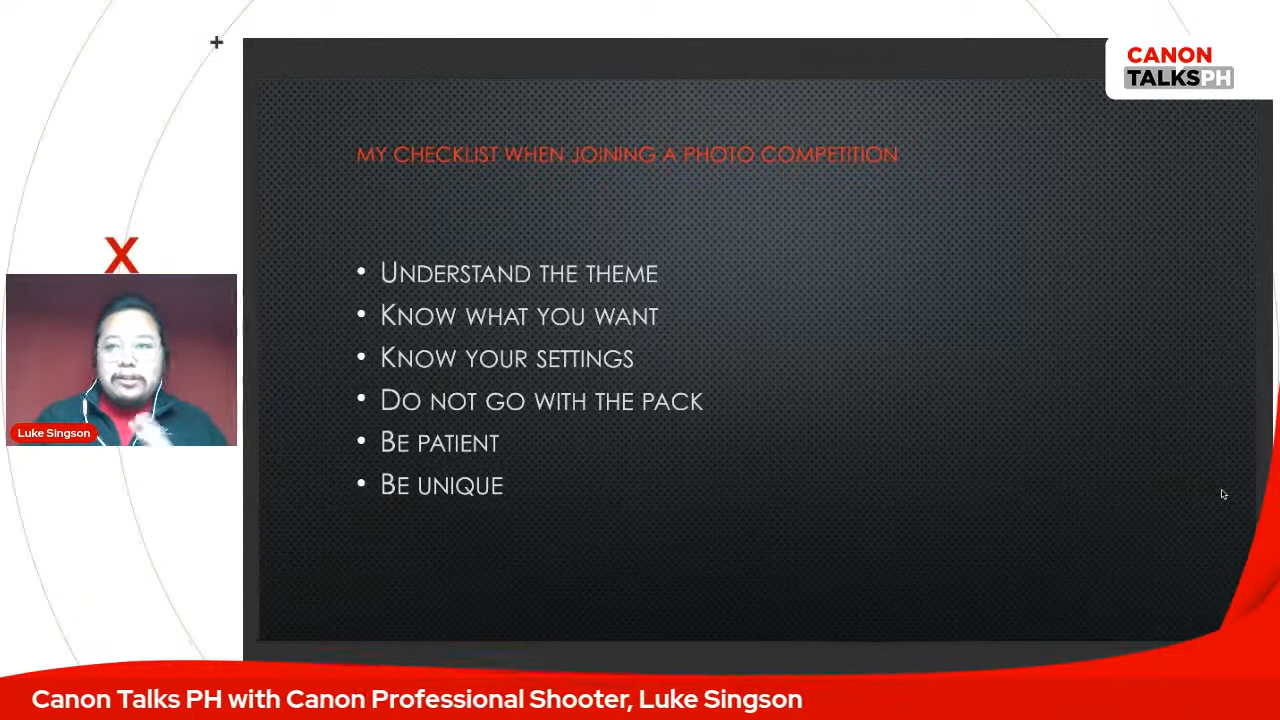 CANON
TALKSPH
MY CHECKLIST WHEN JOINING A PHOTO COMPETITION
• UNDERSTAND THE THEME
• KNOW WHAT YOU WANT
• KNOW YOUR SETTINGS
• DO NOT GO WITH THE PACK
• BE PATIENT
• BE UNIQUE
X
Luke Singson
Canon Talks PH with Canon Professional Shooter, Luke Singson